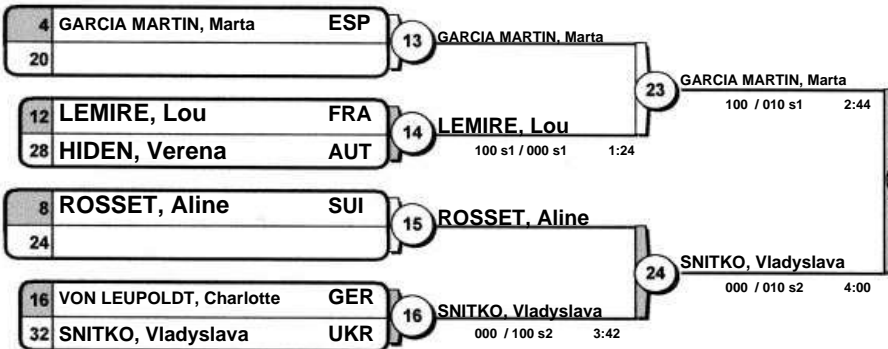 4 GARCIA MARTIN, Marta ESP
20
13
GARCIA MARTIN, Marta
12 LEMIRE, Lou FRA
28 HIDEN, Verena AUT
14
LEMIRE, Lou
100 s1 / 000 s1 1:24
23
GARCIA MARTIN, Marta
100 / 010 s1 2:44
8 ROSSET, Aline SUI
24
15
ROSSET, Aline
16 VON LEUPOLDT, Charlotte GER
32 SNITKO, Vladyslava UKR
16
SNITKO, Vladyslava
000 / 100 s2 3:42
24
SNITKO, Vladyslava
000 / 010 s2 4:00